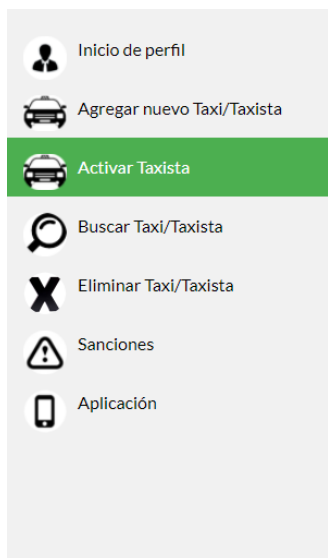 Inicio de perfil
Agregar nuevo Taxi/Taxista
Activar Taxista
Buscar Taxi/Taxista
Eliminar Taxi/Taxista
Sanciones
Aplicación